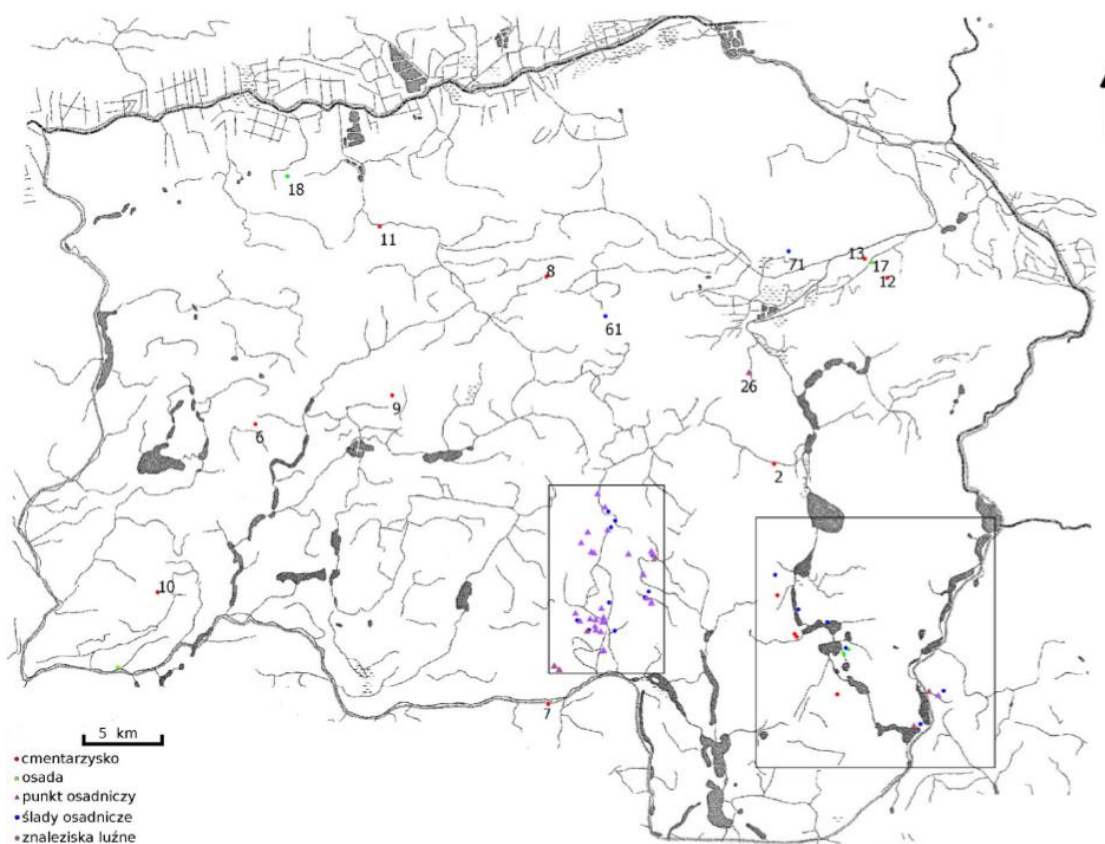 18
11
8
71
13
17
12
61
26
9
6
2
10
7
5 km
cmentarzysko
osada
punkt osadniczy
ślady osadnicze
znaleziska luźne